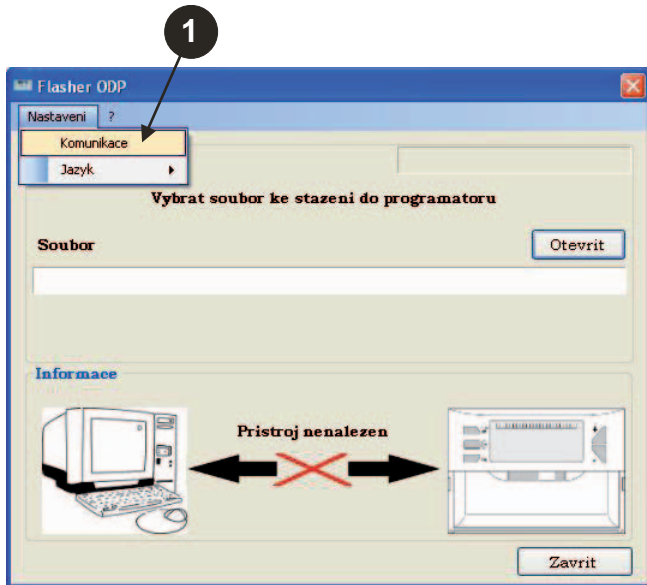 1
Flasher ODP
Nastaveni ?
Komunikace
Jazyk
Vybrat soubor ke stazeni do programatoru
Soubor
Otevrit
Informace
Pristroj nenalezen
Zavrit